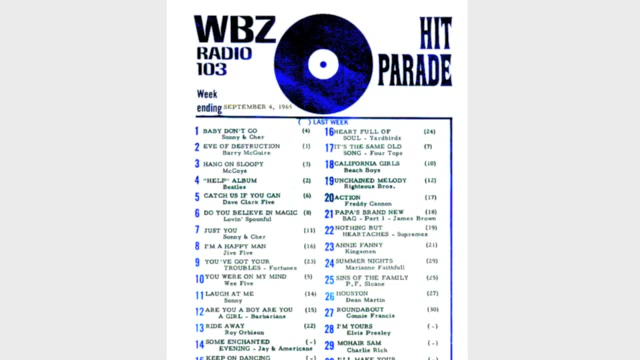 WBZ
RADIO
103
HIT
PARADE
Week
ending SEPTEMBER 4, 1965
( ) LAST WEEK
1 BABY DON'T GO (4)
Sonny & Cher
2 EVE OF DESTRUCTION (1)
Barry McGuire
3 HANG ON SLOOPY (3)
McCoys
4 "HELP" ALBUM (2)
Beatles
5 CATCH US IF YOU CAN (6)
Dave Clark Five
6 DO YOU BELIEVE IN MAGIC (8)
Lovin' Spoonful
7 JUST YOU (11)
Sonny & Cher
8 I'M A HAPPY MAN (16)
Jive Five
9 YOU'VE GOT YOUR (23)
TROUBLES - Fortunes
10 YOU WERE ON MY MIND (5)
Wee Five
11 LAUGH AT ME (14)
Sonny
12 ARE YOU A BOY ARE YOU (15)
A GIRL - Barbarians
13 RIDE AWAY (22)
Roy Orbison
14 SOME ENCHANTED (-)
EVENING - Jay & Americans
15 KEEP ON DANCING
16 HEART FULL OF (24)
SOUL - Yardbirds
17 IT'S THE SAME OLD (7)
SONG - Four Tops
18 CALIFORNIA GIRLS (10)
Beach Boys
19 UNCHAINED MELODY (12)
Righteous Bros.
20 ACTION (17)
Freddy Cannon
21 PAPA'S BRAND NEW (18)
BAG - Part 1 - James Brown
22 NOTHING BUT (19)
HEARTACHES - Supremes
23 ANNIE FANNY (21)
Kingsmen
24 SUMMER NIGHTS (29)
Marianne Faithfull
25 SINS OF THE FAMILY (25)
P.F. Sloane
26 HOUSTON (27)
Dean Martin
27 ROUNDABOUT (30)
Connie Francis
28 I'M YOURS (-)
Elvis Presley
29 MOHAIR SAM (-)
Charlie Rich